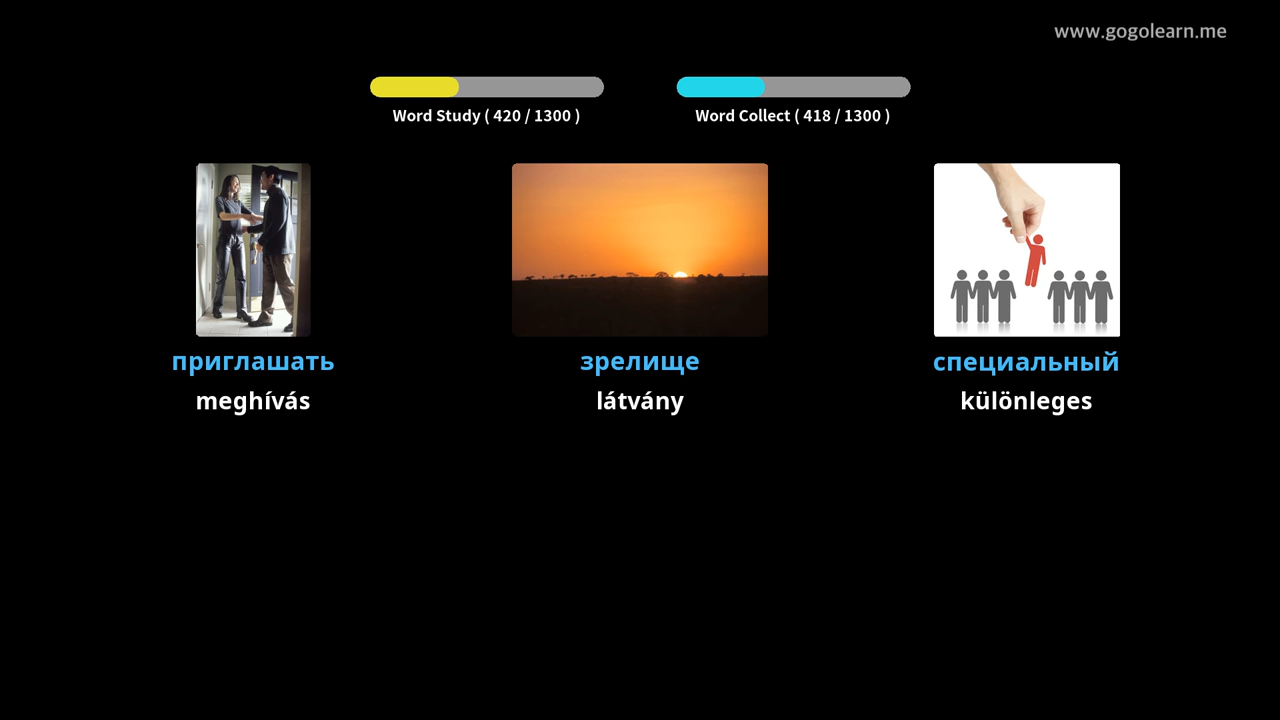 www.gogolearn.me
Word Study ( 420 / 1300 )
Word Collect ( 418 / 1300 )
приглашать
зрелище
специальный
meghívás
látvány
különleges